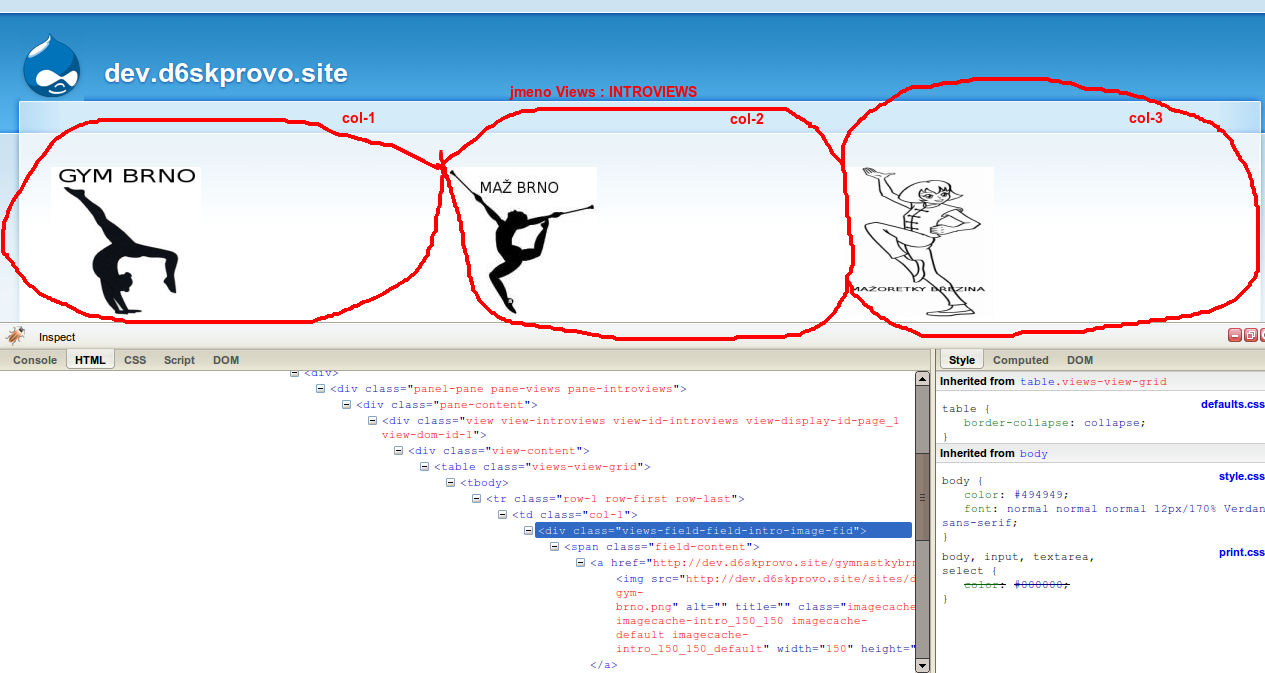 dev.d6skprovo.site
jmeno Views : INTROVIEWS
col-1
col-2
col-3
GYM BRNO
MAŽ BRNO
MAŽORETKY BŘEZINA
Inspect
Console HTML CSS Script DOM
<div>
<div class="panel-pane pane-views pane-introviews">
<div class="pane-content">
<div class="view view-introviews view-id-introviews view-display-id-page_1
view-dom-id-1">
<div class="view-content">
<table class="views-view-grid">
<tbody>
<tr class="row-1 row-first row-last">
<td class="col-1">
<div class="views-field-field-intro-image-fid">
<span class="field-content">
<a href="http://dev.d6skprovo.site/gymnastkybrn
<img src="http://dev.d6skprovo.site/sites/d
gym-
brno.png" alt="" title="" class="imagecache
imagecache-intro_150_150 imagecache-
default imagecache-
intro_150_150_default" width="150" height="
</a>
Style Computed DOM
Inherited from table.views-view-grid
defaults.css
table {
border-collapse: collapse;
}
Inherited from body
style.css
body {
color: #494949;
font: normal normal normal 12px/170% Verdan
sans-serif;
}
print.css
body, input, textarea,
select {
color: #000000;
}